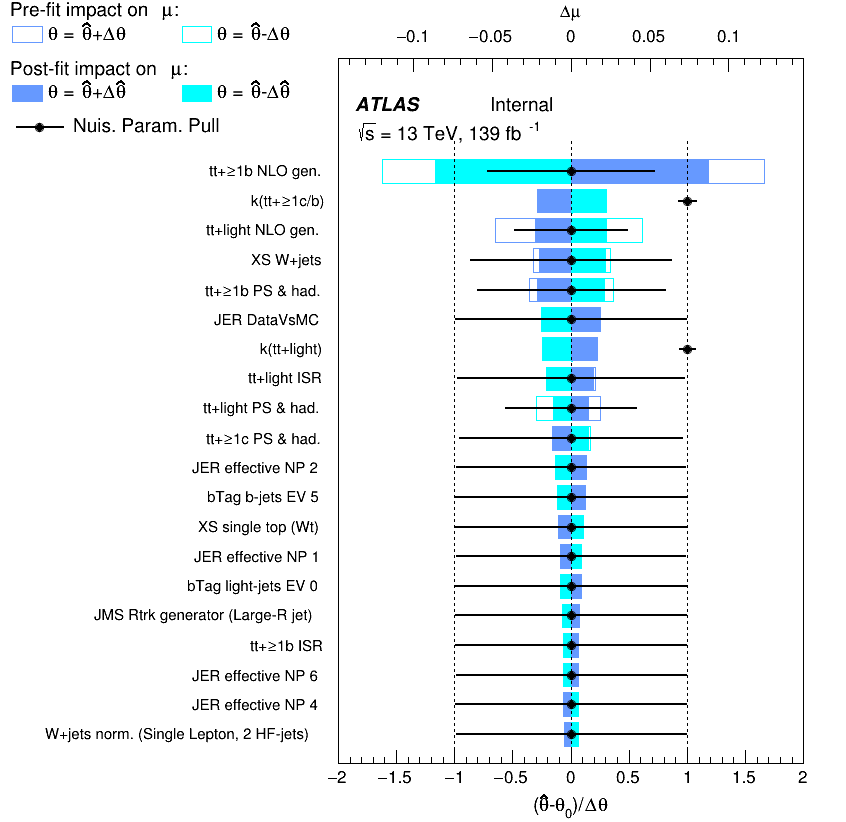 Pre-fit impact on μ:
θ = θ̂+Δθ θ = θ̂-Δθ
Post-fit impact on μ:
θ = θ̂+Δθ̂ θ = θ̂-Δθ̂
Nuis. Param. Pull
Δμ
−0.1 −0.05 0 0.05 0.1
ATLAS Internal
√s = 13 TeV, 139 fb -1
tt+≥1b NLO gen.
k(tt+≥1c/b)
tt+light NLO gen.
XS W+jets
tt+≥1b PS & had.
JER DataVsMC
k(tt+light)
tt+light ISR
tt+light PS & had.
tt+≥1c PS & had.
JER effective NP 2
bTag b-jets EV 5
XS single top (Wt)
JER effective NP 1
bTag light-jets EV 0
JMS Rtrk generator (Large-R jet)
tt+≥1b ISR
JER effective NP 6
JER effective NP 4
W+jets norm. (Single Lepton, 2 HF-jets)
−2 −1.5 −1 −0.5 0 0.5 1 1.5 2
(θ̂-θ0)/Δθ